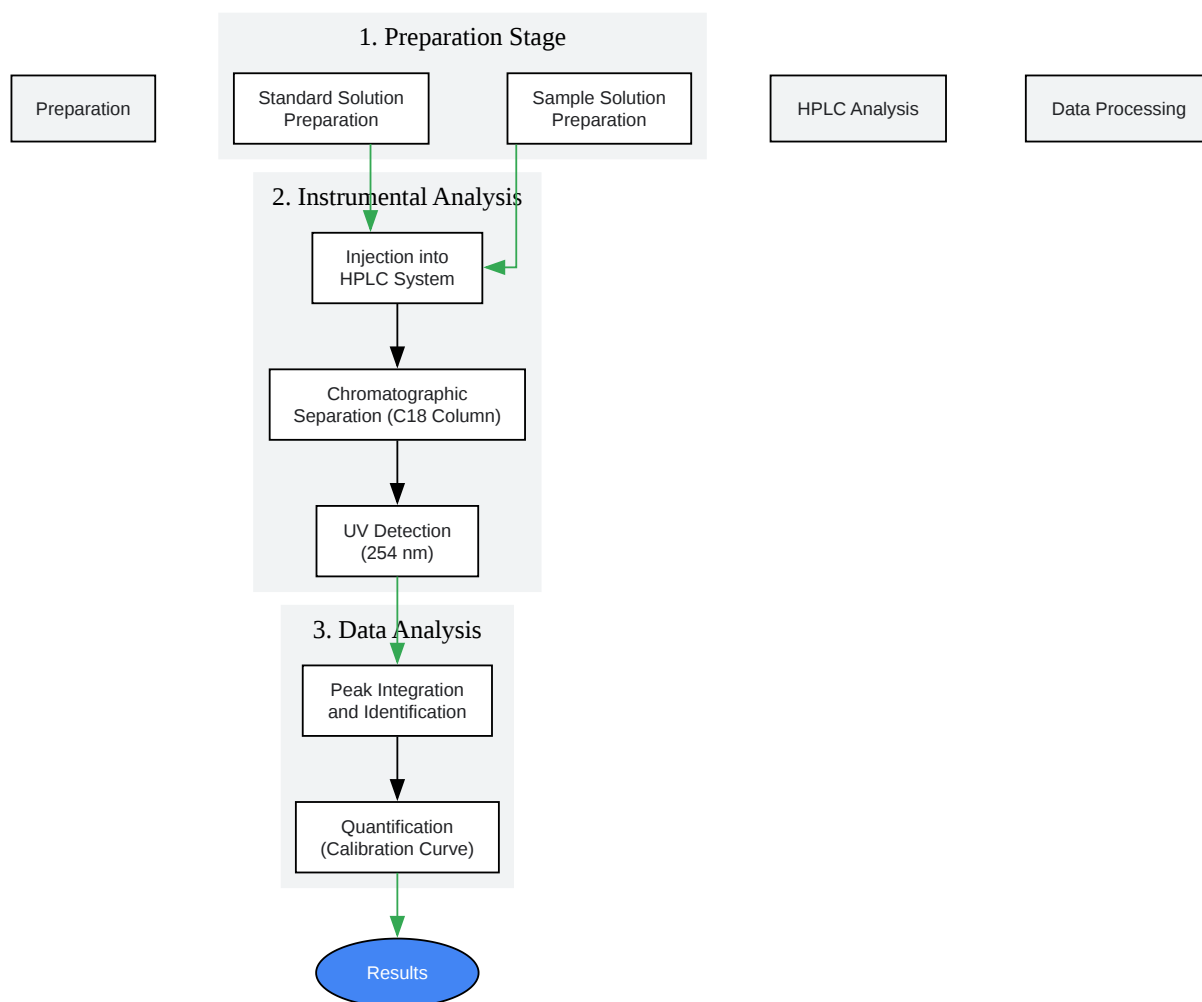 1. Preparation Stage
Preparation
Standard Solution
Preparation
Sample Solution
Preparation
HPLC Analysis
Data Processing
2. Instrumental Analysis
Injection into
HPLC System
Chromatographic
Separation (C18 Column)
UV Detection
(254 nm)
3. Data Analysis
Peak Integration
and Identification
Quantification
(Calibration Curve)
Results